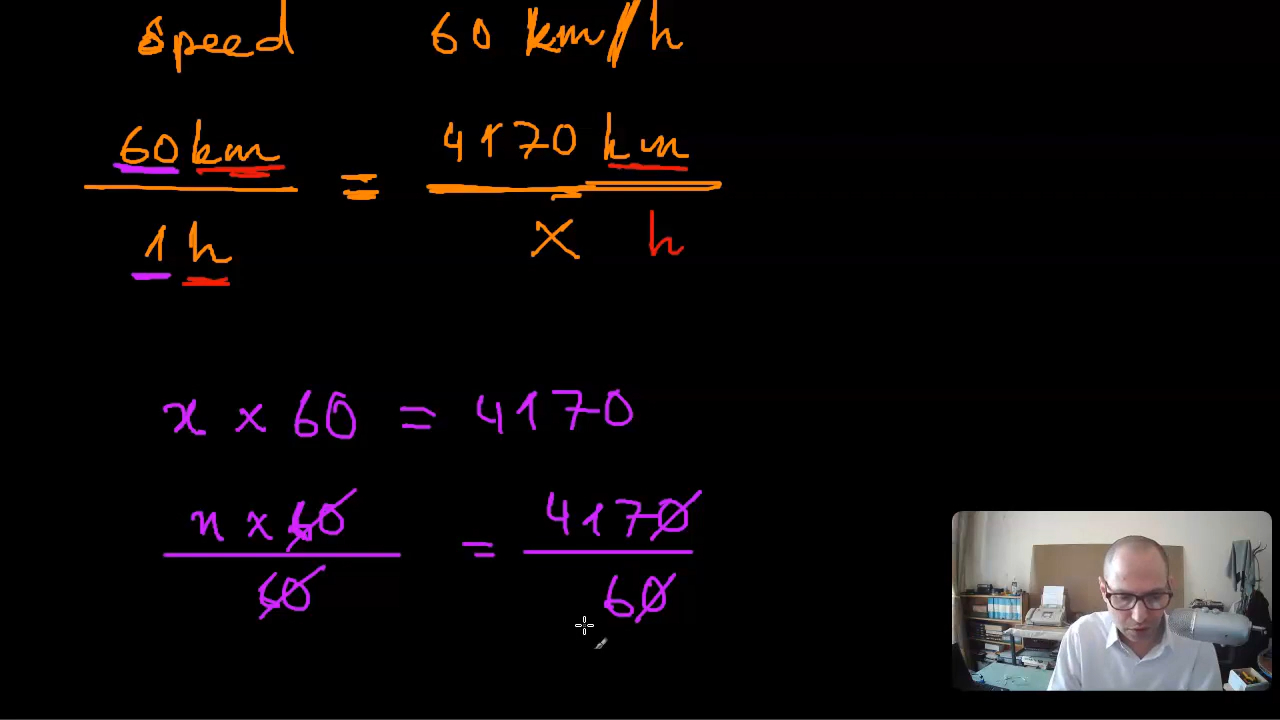 speed 60 km/h
60 km = 4170 km
1 h x h
x × 60 = 4170
x × 60 = 4170
60 60